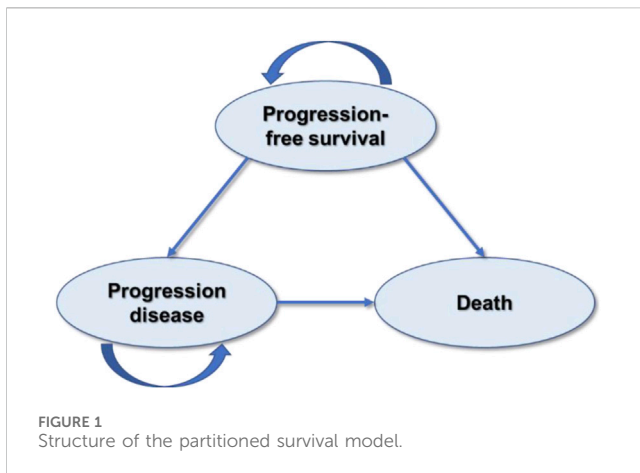 Progression-
free survival
Progression
disease
Death
FIGURE 1
Structure of the partitioned survival model.